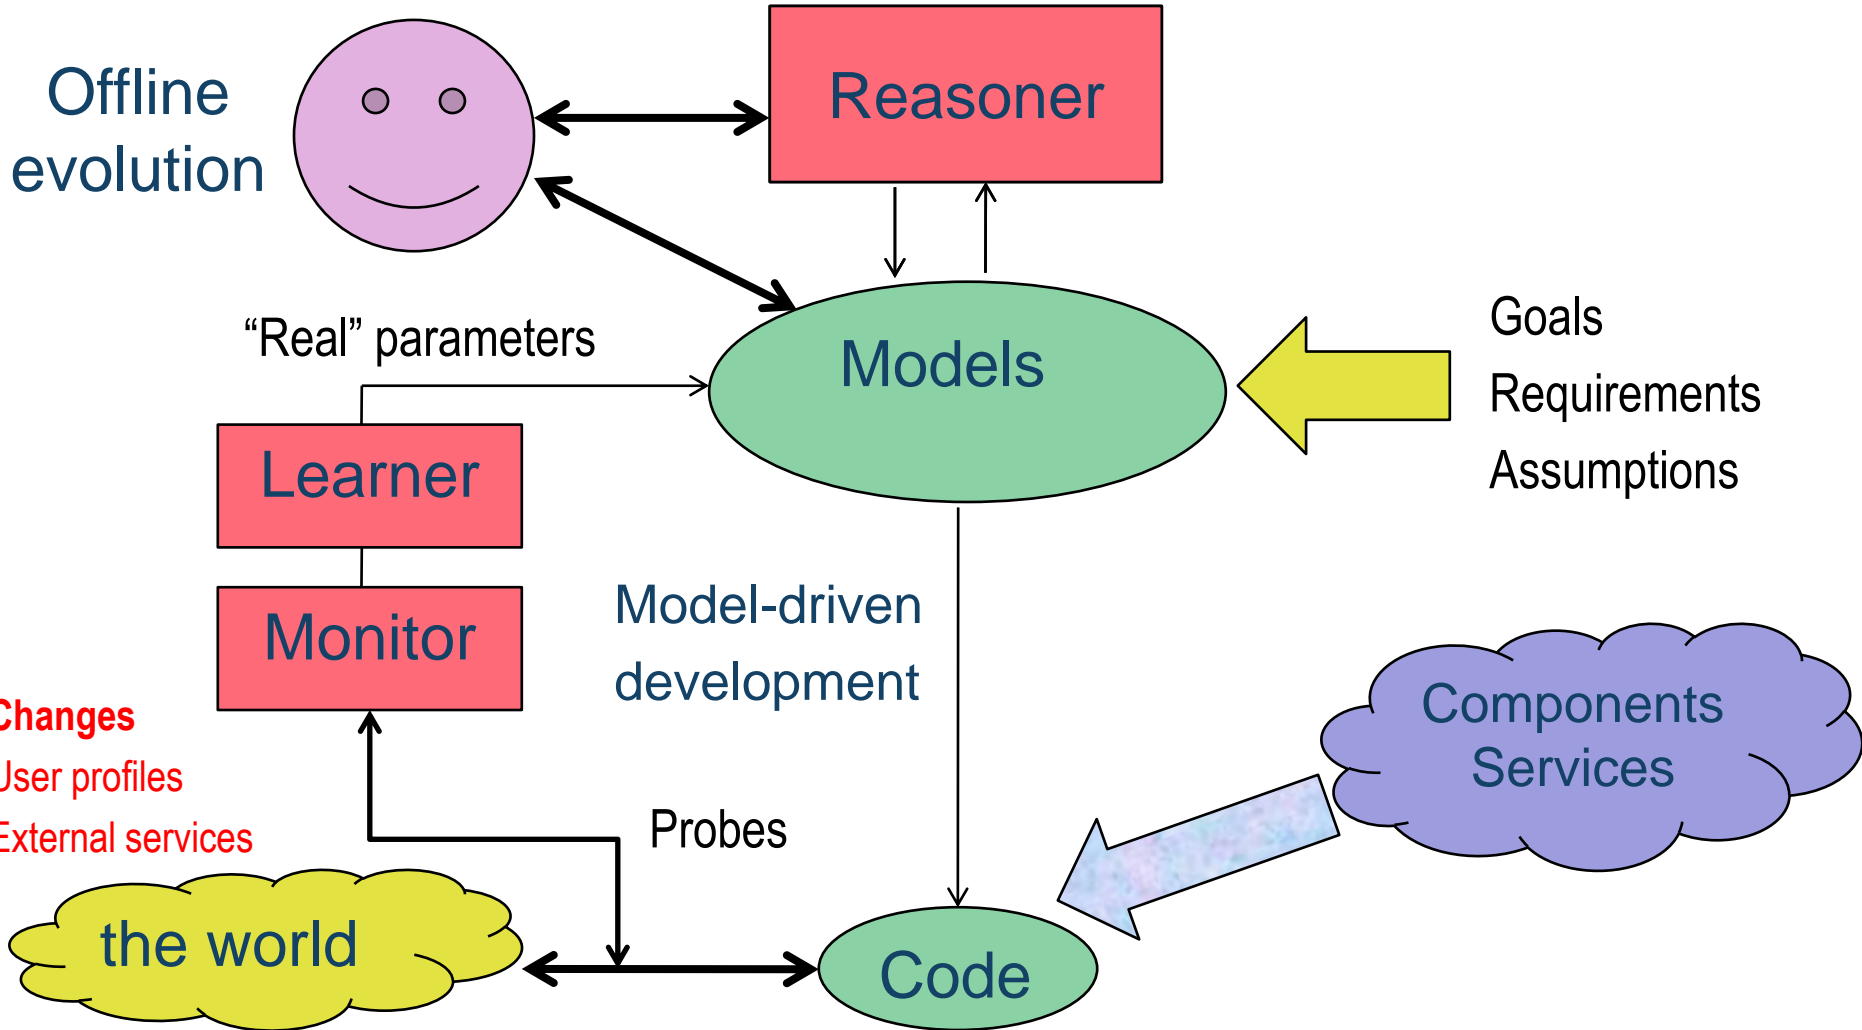 Offline
evolution
Reasoner
“Real” parameters
Models
Goals
Requirements
Assumptions
Learner
Monitor
Model-driven
development
Changes
User profiles
External services
Probes
Components
Services
the world
Code